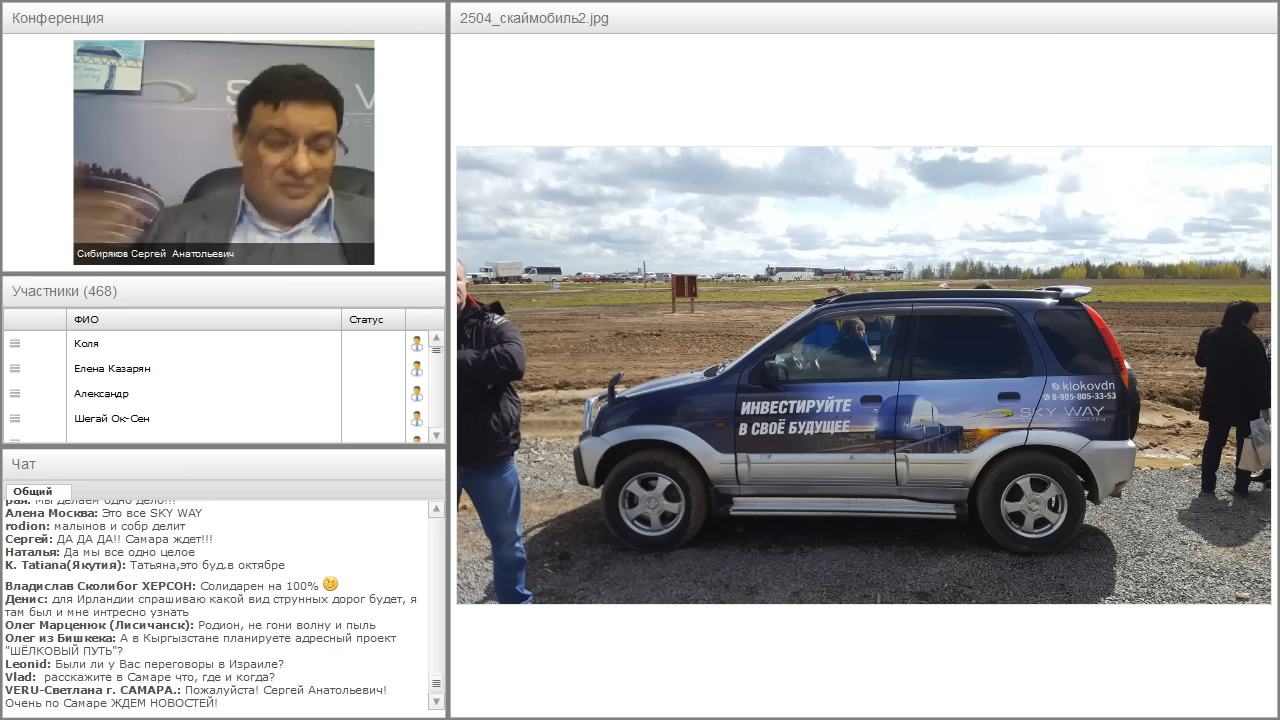 Конференция
SKY W
Сибиряков Сергей Анатольевич
Участники (468)
ФИО
Статус
Коля
Елена Казарян
Александр
Шегай Ок-Сен
Чат
Общий
рая: Мы делаем одно дело!!!
Алена Москва: Это все SKY WAY
rodion: малынов и собр делит
Сергей: ДА ДА ДА!! Самара ждет!!!
Наталья: Да мы все одно целое
K. Tatiana(Якутия): Татьяна,это буд.в октябре
Владислав Сколибог ХЕРСОН: Солидарен на 100%
Денис: для Ирландии спрашиваю какой вид струнных дорог будет, я
там был и мне интресно узнать
Олег Марценюк (Лисичанск): Родион, не гони волну и пыль
Олег из Бишкека: А в Кыргызстане планируете адресный проект
"ШЁЛКОВЫЙ ПУТЬ"?
Leonid: Были ли у Вас переговоры в Израиле?
Vlad: расскажите в Самаре что, где и когда?
VERU-Светлана г. САМАРА.: Пожалуйста! Сергей Анатольевич!
Очень по Самаре ЖДЕМ НОВОСТЕЙ!
2504_скаймобиль2.jpg
ИНВЕСТИРУЙТЕ
В СВОЁ БУДУЩЕЕ
klokovdn
8-905-805-33-53
SKY WAY